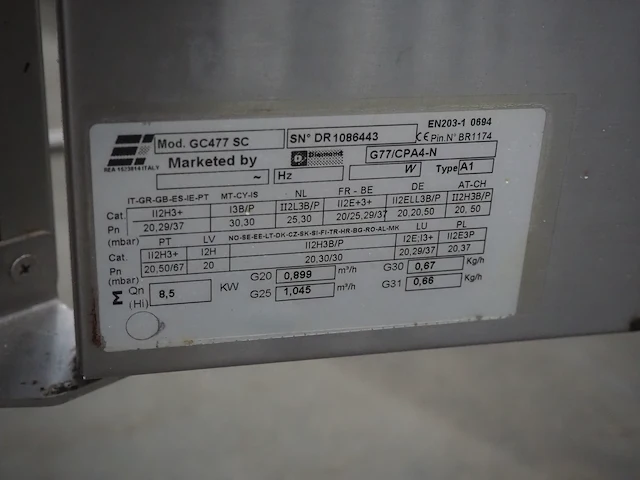 EN203-1 0694
Mod. GC477 SC SN° DR1086443 CE Pin.N° BR1174
REA 1523014 ITALY Marketed by Diamond G77/CPA4-N
~ Hz W Type A1
IT-GR-GB-ES-IE-PT MT-CY-IS NL FR - BE DE AT-CH
Cat. II2H3+ I3B/P II2L3B/P II2E+3+ II2ELL3B/P II2H3B/P
Pn (mbar) 20,29/37 30,30 25,30 20/25,29/37 20,20,50 20, 50
PT LV NO-SE-EE-LT-DK-CZ-SK-SI-FI-TR-HR-BG-RO-AL-MK LU PL
Cat. II2H3+ I2H II2H3B/P I2E;I3+ II2E3P
Pn (mbar) 20,50/67 20 20,30/30 20,29/37 20,37
Σ Qn (Hi) 8,5 KW G20 0,899 m³/h G30 0,67 Kg/h
G25 1,045 m³/h G31 0,66 Kg/h